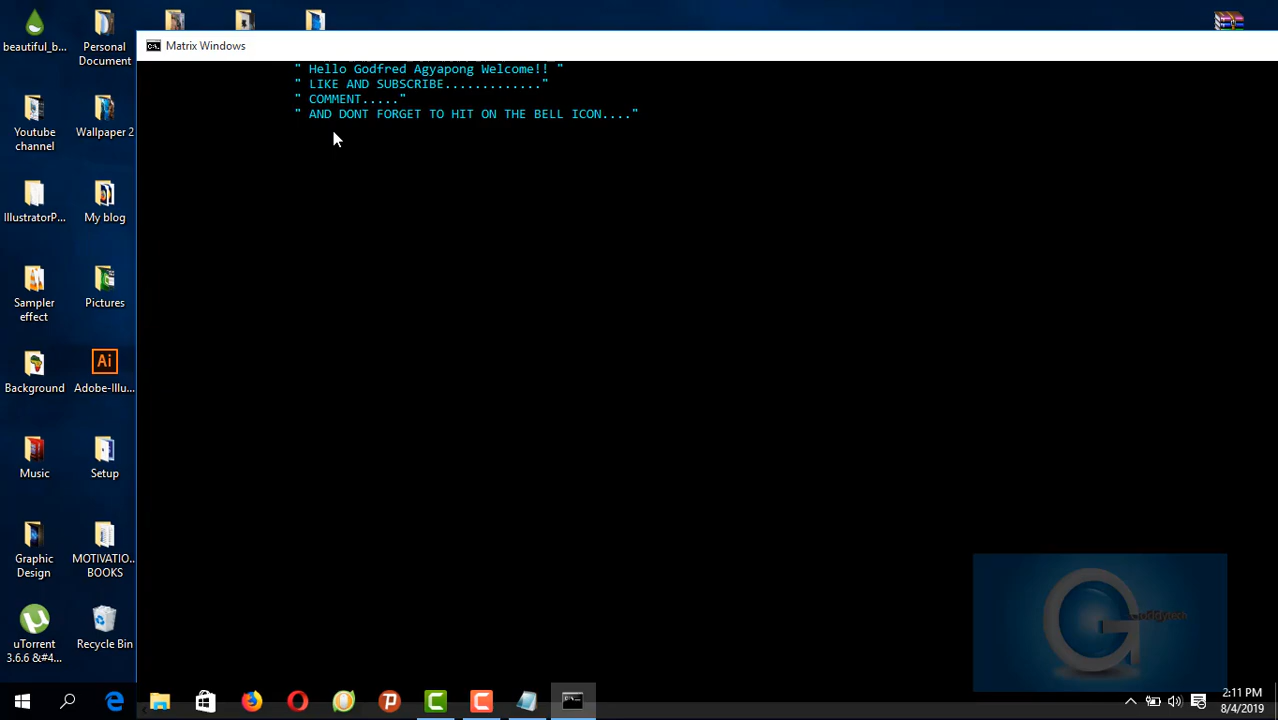 beautiful_b...
Personal
Document
Matrix Windows
" Hello Godfred Agyapong Welcome!! "
" LIKE AND SUBSCRIBE............."
" COMMENT....."
" AND DONT FORGET TO HIT ON THE BELL ICON...."
Youtube
channel
Wallpaper 2
IllustratorP...
My blog
Sampler
effect
Pictures
Background
Ai
Adobe-Illu...
Music
Setup
Graphic
Design
MOTIVATIO...
BOOKS
uTorrent
3.6.6 &#4...
Recycle Bin
2:11 PM
8/4/2019